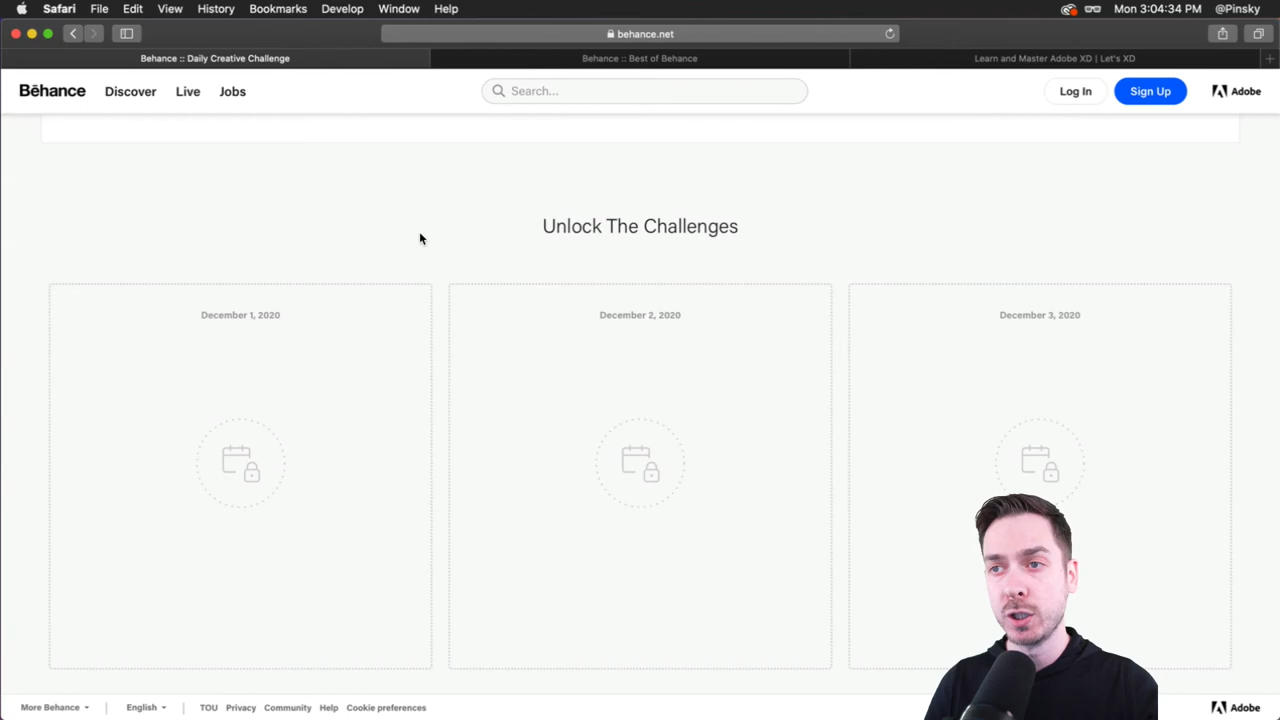 Safari File Edit View History Bookmarks Develop Window Help Mon 3:04:34 PM @Pinsky
behance.net
Behance :: Daily Creative Challenge Behance :: Best of Behance Learn and Master Adobe XD | Let's XD
Bēhance Discover Live Jobs Search... Log In Sign Up Adobe
Unlock The Challenges
December 1, 2020 December 2, 2020 December 3, 2020
More Behance English TOU Privacy Community Help Cookie preferences Adobe